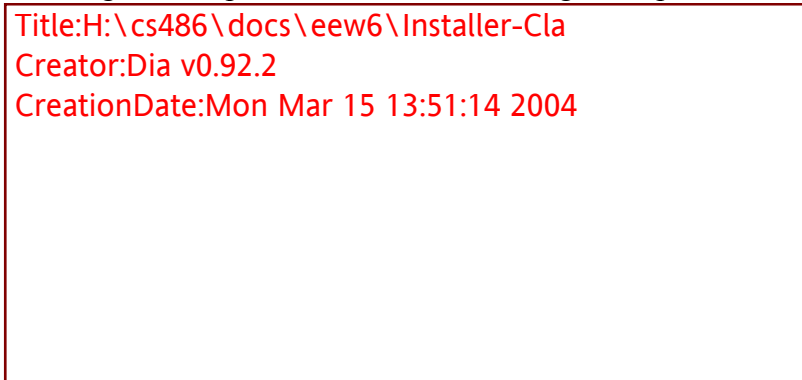 Title:H:\cs486\docs\eew6\Installer-Cla
Creator:Dia v0.92.2
CreationDate:Mon Mar 15 13:51:14 2004